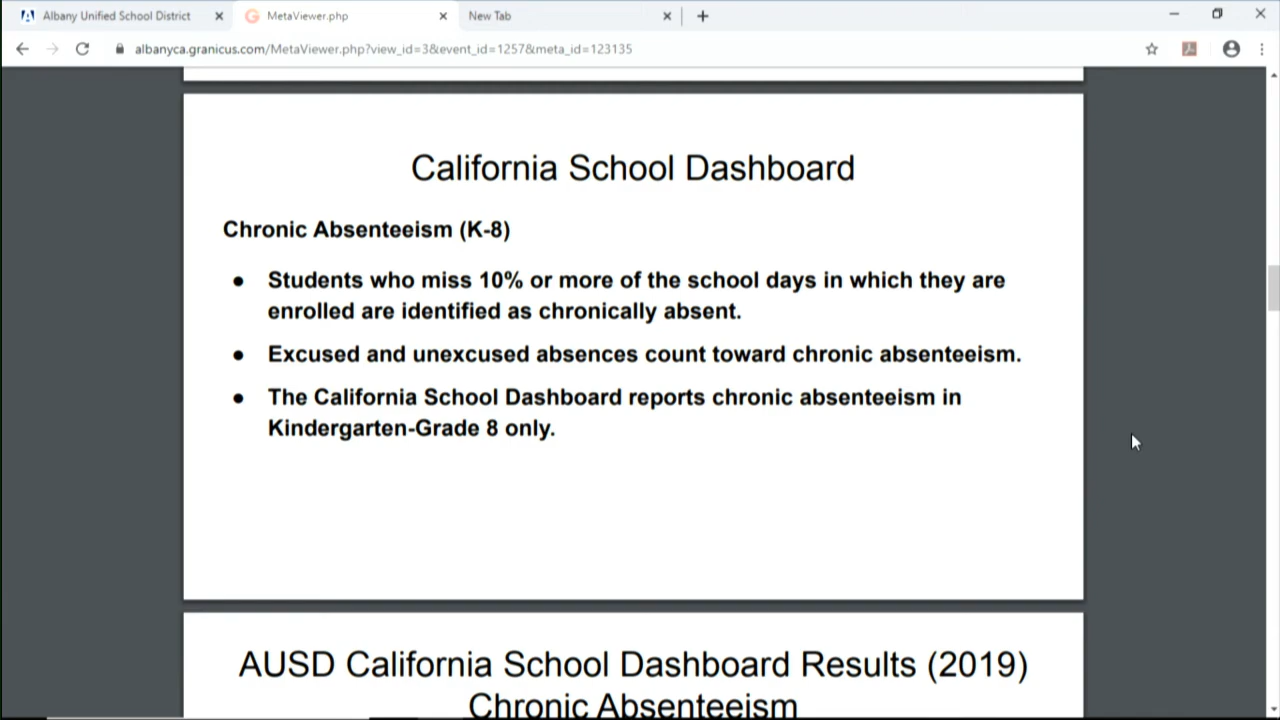 Albany Unified School District
MetaViewer.php
New Tab
albanyca.granicus.com/MetaViewer.php?view_id=3&event_id=1257&meta_id=123135
California School Dashboard
Chronic Absenteeism (K-8)
● Students who miss 10% or more of the school days in which they are
enrolled are identified as chronically absent.
● Excused and unexcused absences count toward chronic absenteeism.
● The California School Dashboard reports chronic absenteeism in
Kindergarten-Grade 8 only.
AUSD California School Dashboard Results (2019)
Chronic Absenteeism